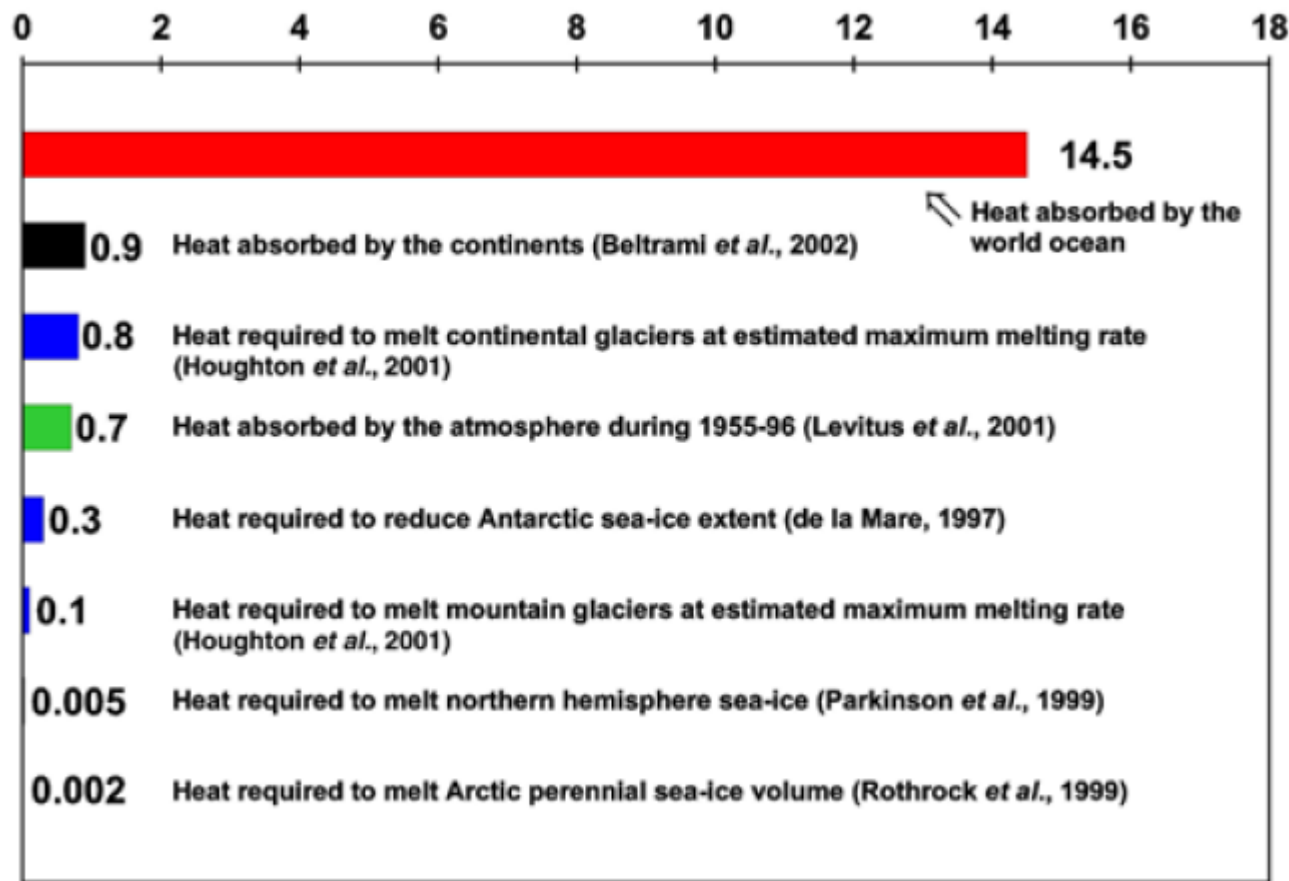 0 2 4 6 8 10 12 14 16 18
14.5
Heat absorbed by the
world ocean
0.9 Heat absorbed by the continents (Beltrami et al., 2002)
0.8 Heat required to melt continental glaciers at estimated maximum melting rate
(Houghton et al., 2001)
0.7 Heat absorbed by the atmosphere during 1955-96 (Levitus et al., 2001)
0.3 Heat required to reduce Antarctic sea-ice extent (de la Mare, 1997)
0.1 Heat required to melt mountain glaciers at estimated maximum melting rate
(Houghton et al., 2001)
0.005 Heat required to melt northern hemisphere sea-ice (Parkinson et al., 1999)
0.002 Heat required to melt Arctic perennial sea-ice volume (Rothrock et al., 1999)